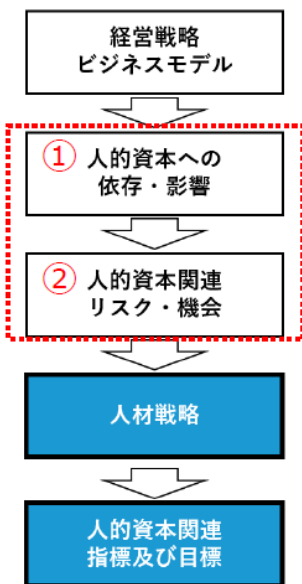 経営戦略
ビジネスモデル
① 人的資本への
依存・影響
② 人的資本関連
リスク・機会
人材戦略
人的資本関連
指標及び目標